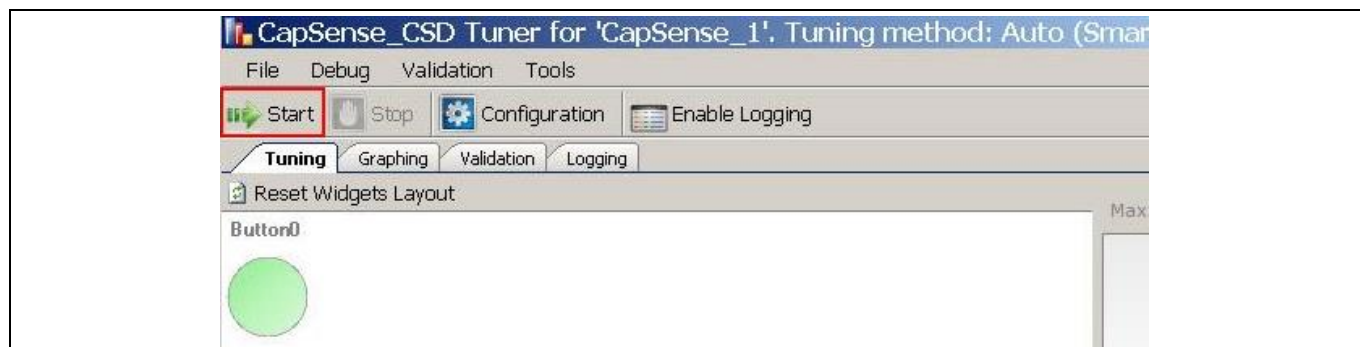 CapSense_CSD Tuner for 'CapSense_1'. Tuning method: Auto (Smar
File Debug Validation Tools
Start Stop Configuration Enable Logging
Tuning Graphing Validation Logging
Reset Widgets Layout
Max
Button0